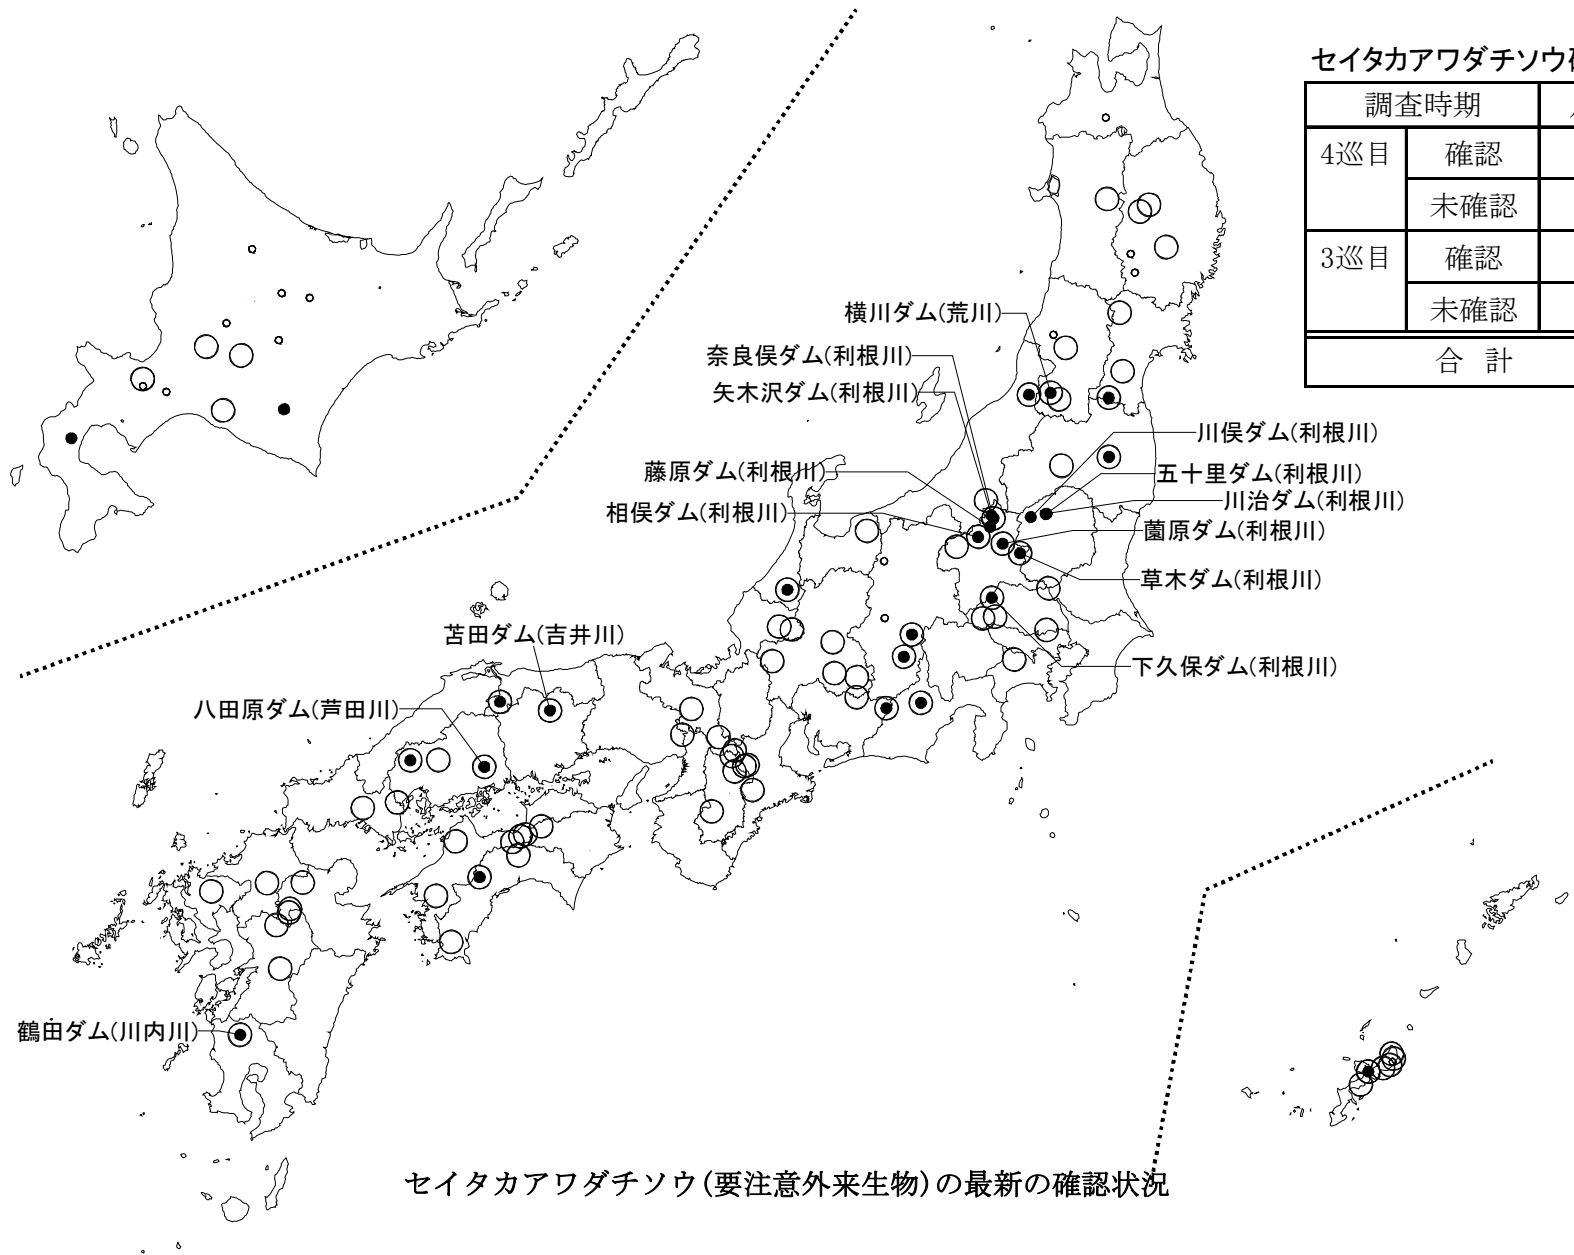 セイタカアワダチソウ
調査時期
4巡目 確認
未確認
3巡目 確認
未確認
合 計
横川ダム(荒川)
奈良俣ダム(利根川)
矢木沢ダム(利根川)
川俣ダム(利根川)
藤原ダム(利根川)
五十里ダム(利根川)
川治ダム(利根川)
相俣ダム(利根川)
薗原ダム(利根川)
草木ダム(利根川)
苫田ダム(吉井川)
下久保ダム(利根川)
八田原ダム(芦田川)
鶴田ダム(川内川)
セイタカアワダチソウ(要注意外来生物)の最新の確認状況